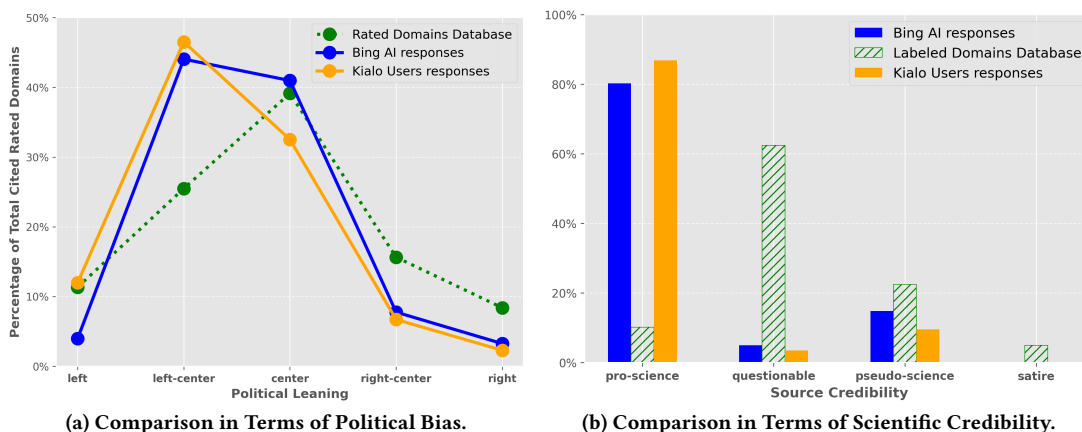 50%
40%
30%
20%
10%
0%
Percentage of Total Cited Rated Domains
Rated Domains Database
Bing AI responses
Kialo Users responses
left left-center center right-center right
Political Leaning
(a) Comparison in Terms of Political Bias.
100%
80%
60%
40%
20%
0%
Bing AI responses
Labeled Domains Database
Kialo Users responses
pro-science questionable pseudo-science satire
Source Credibility
(b) Comparison in Terms of Scientific Credibility.